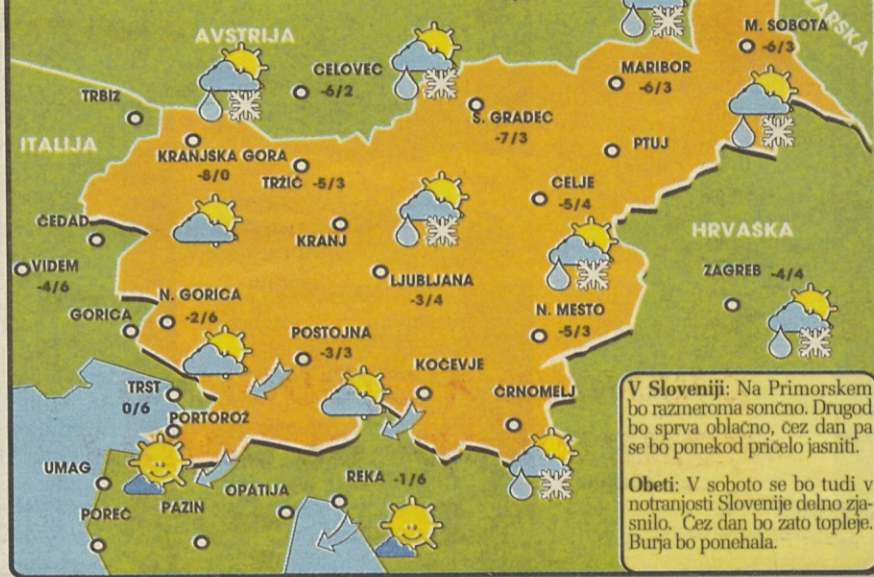 AVSTRIJA
M. SOBOTA
-6/3
CELOVEC
-6/2
MARIBOR
-6/3
TRBIŽ
S. GRADEC
-7/3
ITALIJA
KRANJSKA GORA
-8/0
TRŽIČ -5/3
PTUJ
CELJE
-5/4
ČEDAD
KRANJ
HRVAŠKA
VIDEM
-4/6
LJUBLJANA
-3/4
ZAGREB -4/4
N. GORICA
-2/6
GORICA
N. MESTO
-5/3
POSTOJNA
-3/3
KOČEVJE
TRST
0/6
ČRNOMELJ
PORTOROŽ
UMAG
REKA -1/6
OPATIJA
PAZIN
POREČ
V Sloveniji: Na Primorskem
bo razmeroma sončno. Drugod
bo sprva oblačno, čez dan pa
se bo ponekod pričelo jasniti.
Obeti: V soboto se bo tudi v
notranjosti Slovenije delno zja-
snilo. Čez dan bo zato topleje.
Burja bo ponehala.